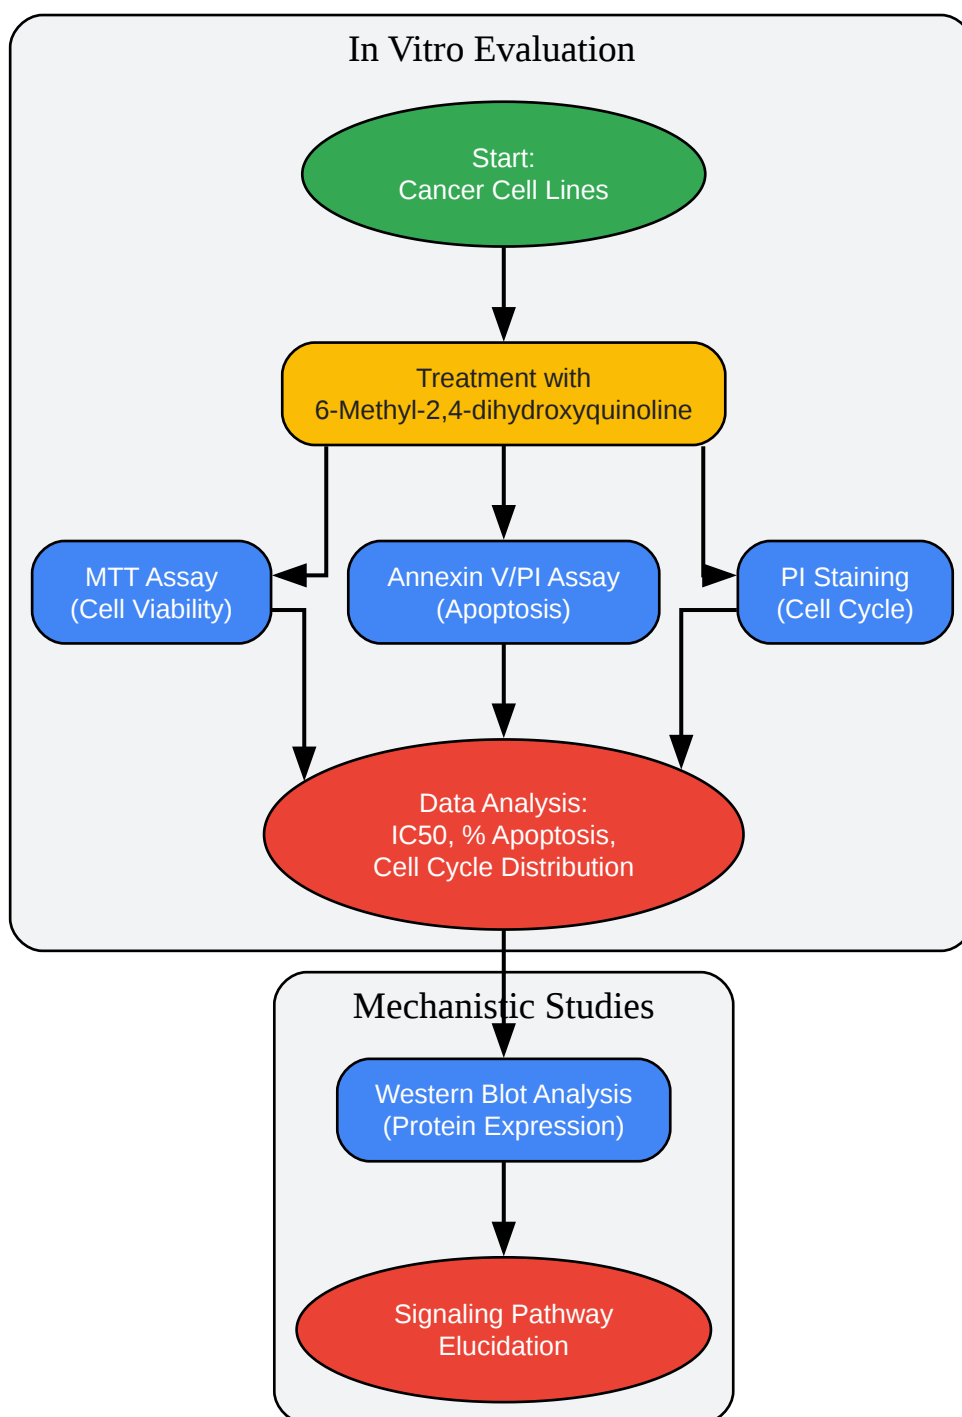 In Vitro Evaluation
Start:
Cancer Cell Lines
Treatment with
6-Methyl-2,4-dihydroxyquinoline
MTT Assay
(Cell Viability)
Annexin V/PI Assay
(Apoptosis)
PI Staining
(Cell Cycle)
Data Analysis:
IC50, % Apoptosis,
Cell Cycle Distribution
Mechanistic Studies
Western Blot Analysis
(Protein Expression)
Signaling Pathway
Elucidation